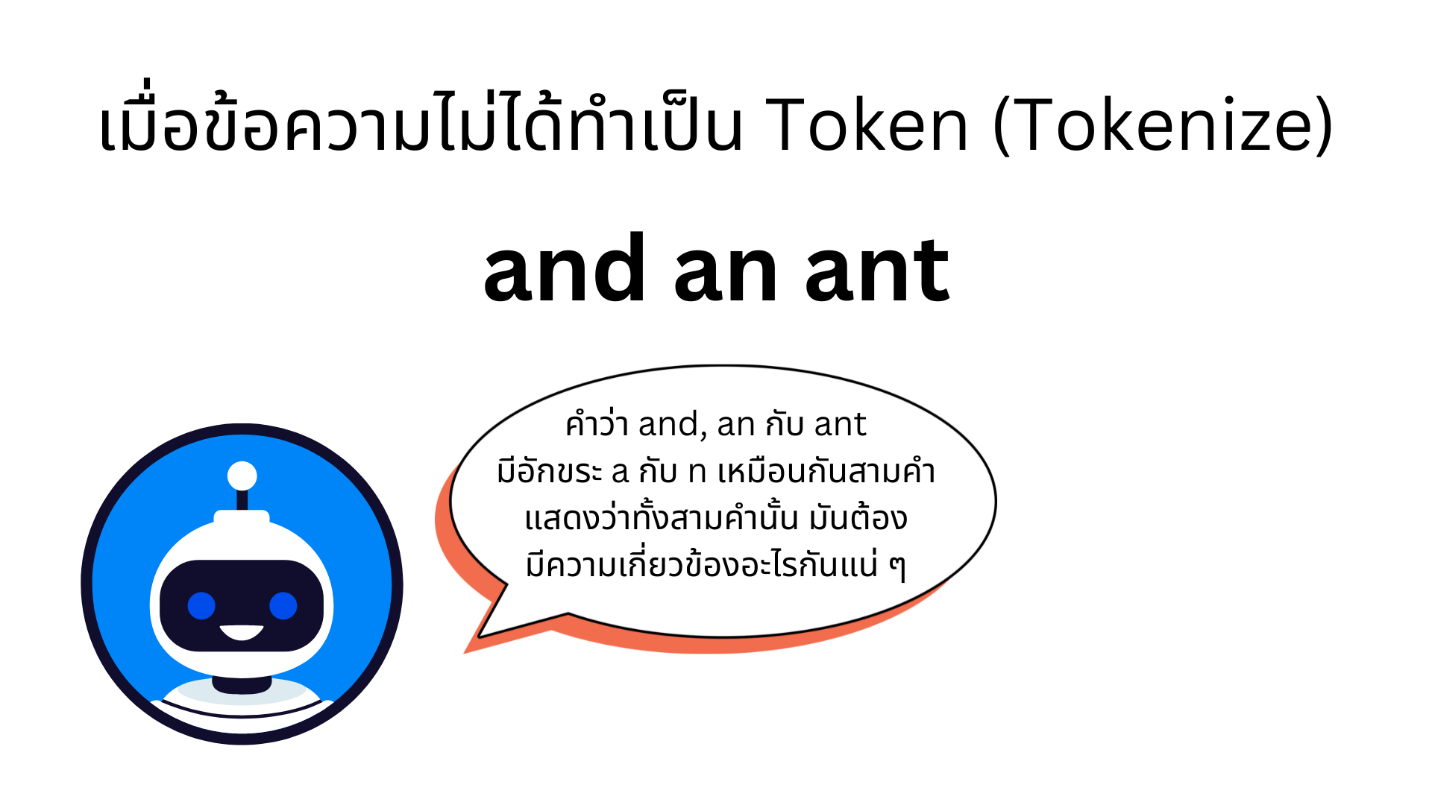 เมื่อข้อความไม่ได้ทำเป็น Token (Tokenize)
and an ant
คำว่า and, an กับ ant
มีอักขระ a กับ n เหมือนกันสามคำ
แสดงว่าทั้งสามคำนั้น มันต้อง
มีความเกี่ยวข้องอะไรกันแน่ ๆ